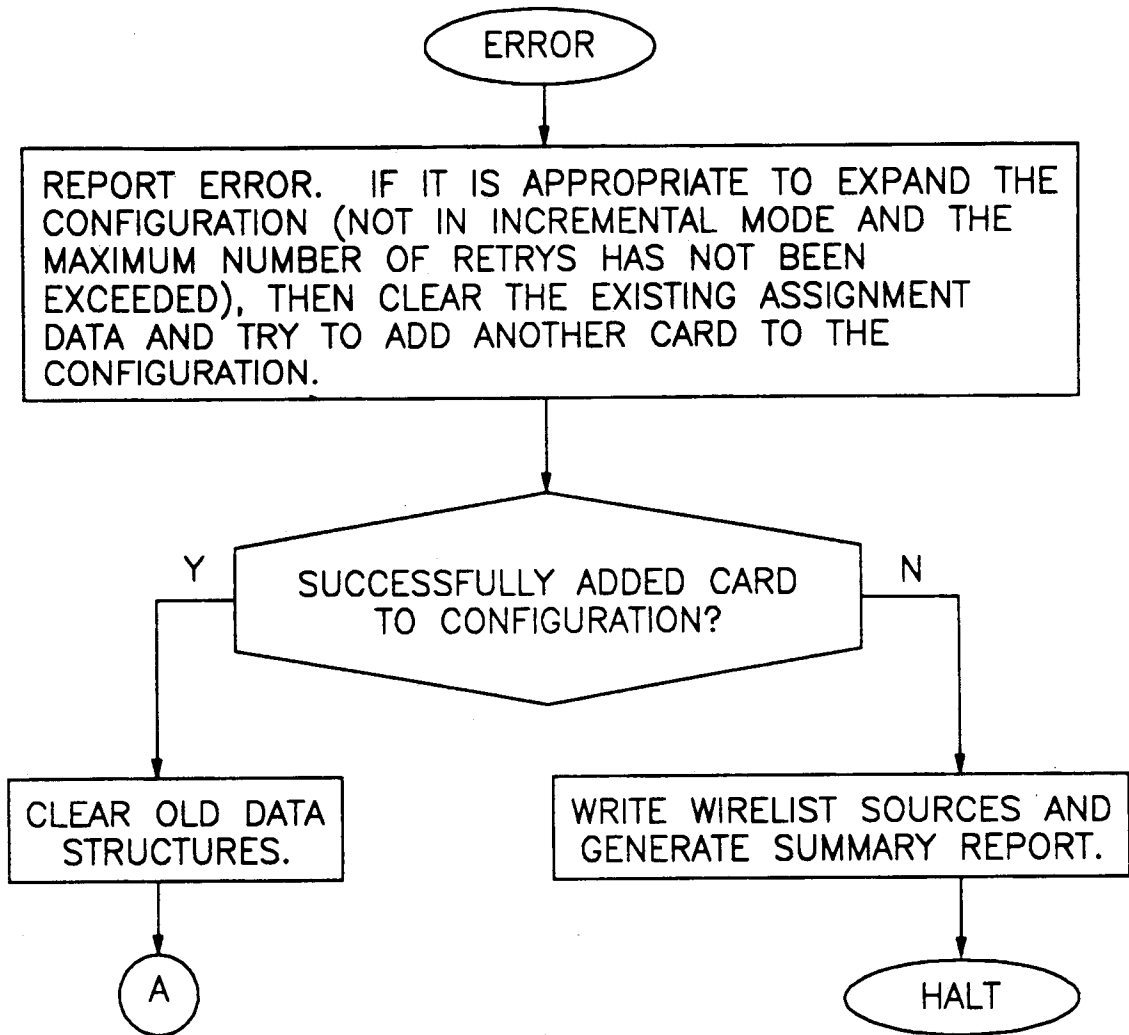 ERROR
REPORT ERROR. IF IT IS APPROPRIATE TO EXPAND THE
CONFIGURATION (NOT IN INCREMENTAL MODE AND THE
MAXIMUM NUMBER OF RETRYS HAS NOT BEEN
EXCEEDED), THEN CLEAR THE EXISTING ASSIGNMENT
DATA AND TRY TO ADD ANOTHER CARD TO THE
CONFIGURATION.
Y
SUCCESSFULLY ADDED CARD
TO CONFIGURATION?
N
CLEAR OLD DATA
STRUCTURES.
WRITE WIRELIST SOURCES AND
GENERATE SUMMARY REPORT.
A
HALT